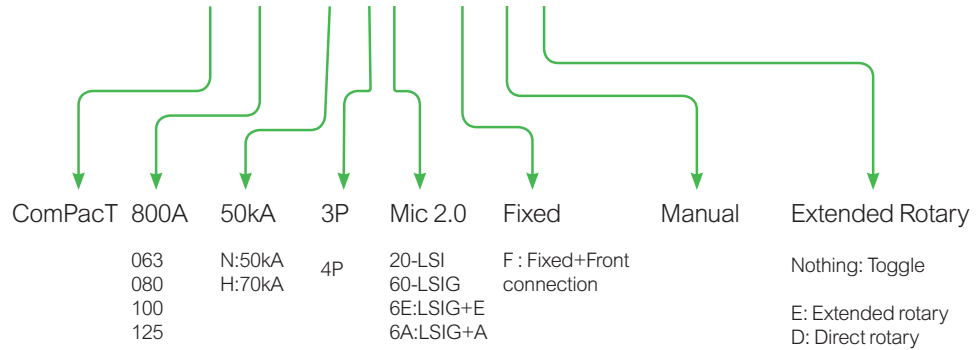 ComPacT 800A 50kA 3P Mic 2.0 Fixed Manual Extended Rotary
063 N:50kA 4P 20-LSI F : Fixed+Front Nothing: Toggle
080 H:70kA 60-LSIG connection
100 6E:LSIG+E E: Extended rotary
125 6A:LSIG+A D: Direct rotary